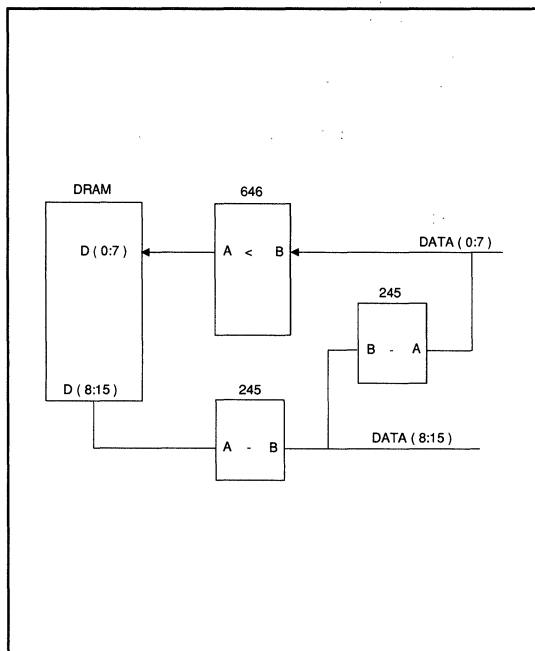 DRAM
646
D ( 0:7 )
A < B
DATA ( 0:7 )
245
B - A
D ( 8:15 )
245
A - B
DATA ( 8:15 )